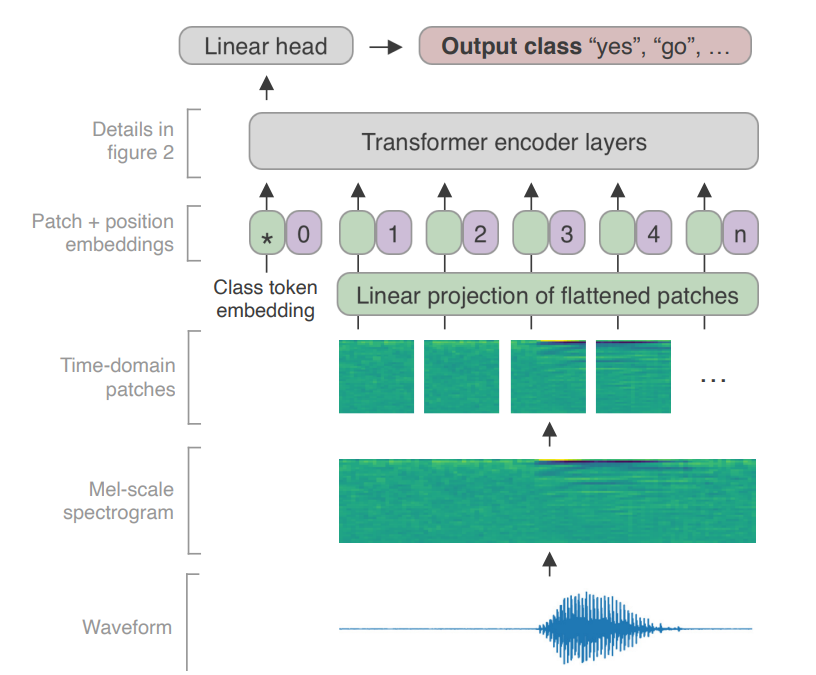 Linear head
Output class “yes”, “go”, …
Details in
figure 2
Transformer encoder layers
Patch + position
embeddings
* 0 1 2 3 4 n
Class token
embedding
Linear projection of flattened patches
Time-domain
patches
...
Mel-scale
spectrogram
Waveform